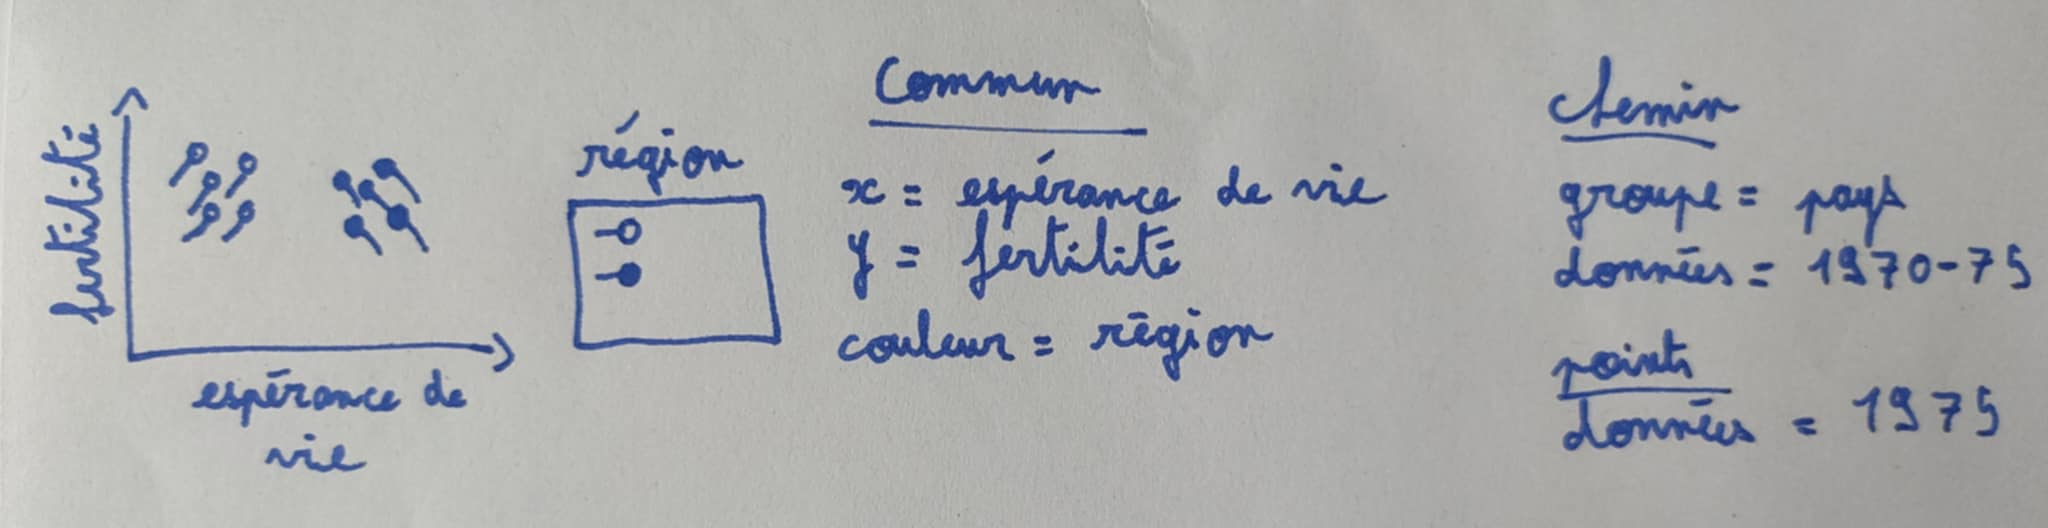 fertilité
espérance de
vie
région
Commun
x = espérance de vie
y = fertilité
couleur = région
chemin
groupe = pays
données = 1970-75
points
données = 1975